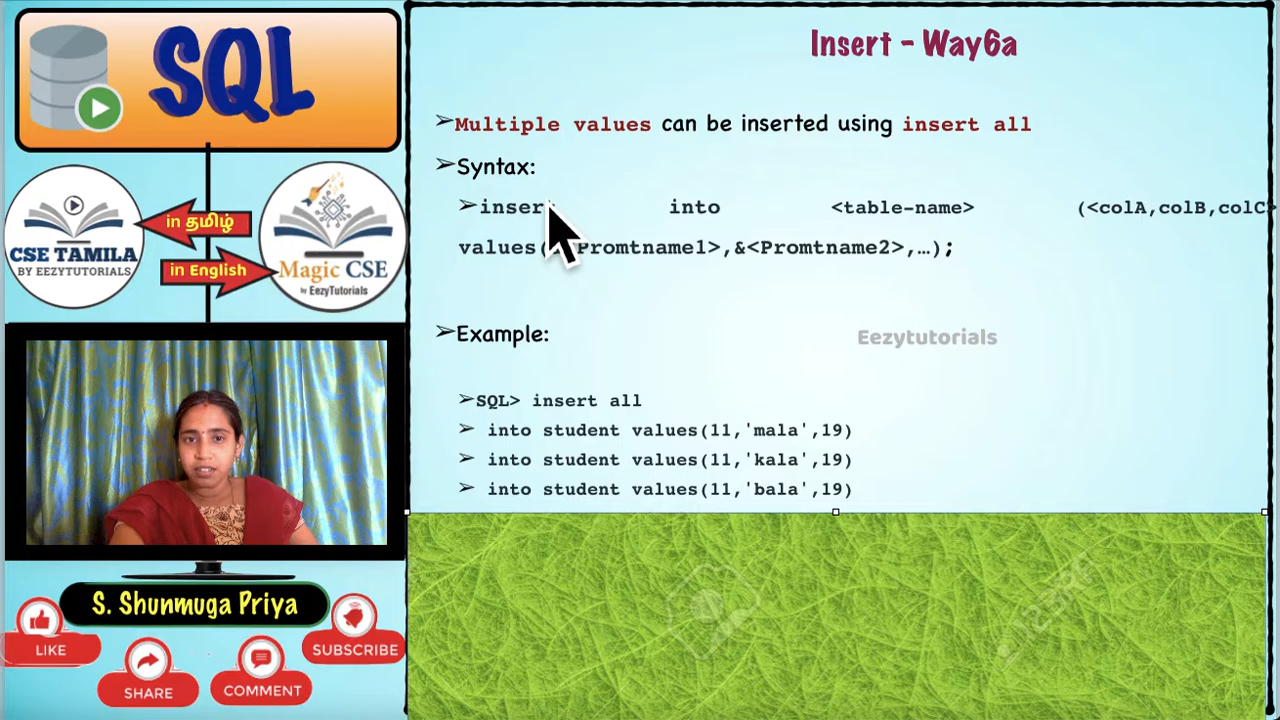 SQL
in தமிழ்
in English
CSE TAMILA
BY EEZYTUTORIALS
Magic CSE
by EezyTutorials
S. Shunmuga Priya
LIKE
SHARE
COMMENT
SUBSCRIBE
Insert - Way6a
➢Multiple values can be inserted using insert all
➢Syntax:
➢insert into <table-name> (<colA,colB,colC>
values( Promtname1>,&<Promtname2>,…);
➢Example:
Eezytutorials
➢SQL> insert all
➢ into student values(11,'mala',19)
➢ into student values(11,'kala',19)
➢ into student values(11,'bala',19)